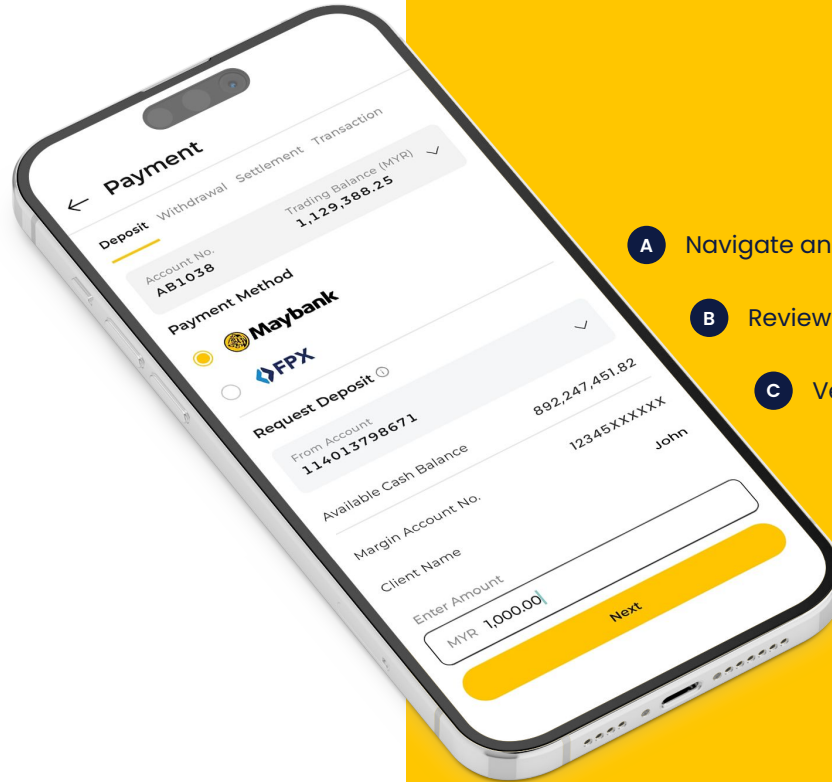 Payment
Deposit Withdrawal Settlement Transaction
Account No. Trading Balance (MYR)
AB1038 1,129,388.25
Payment Method
Maybank
FPX
Request Deposit
From Account
114013798671
Available Cash Balance 892,247,451.82
Margin Account No. 12345XXXXXX
Client Name John
Enter Amount
MYR 1,000.00
Next
A Navigate an
B Review
C Ve